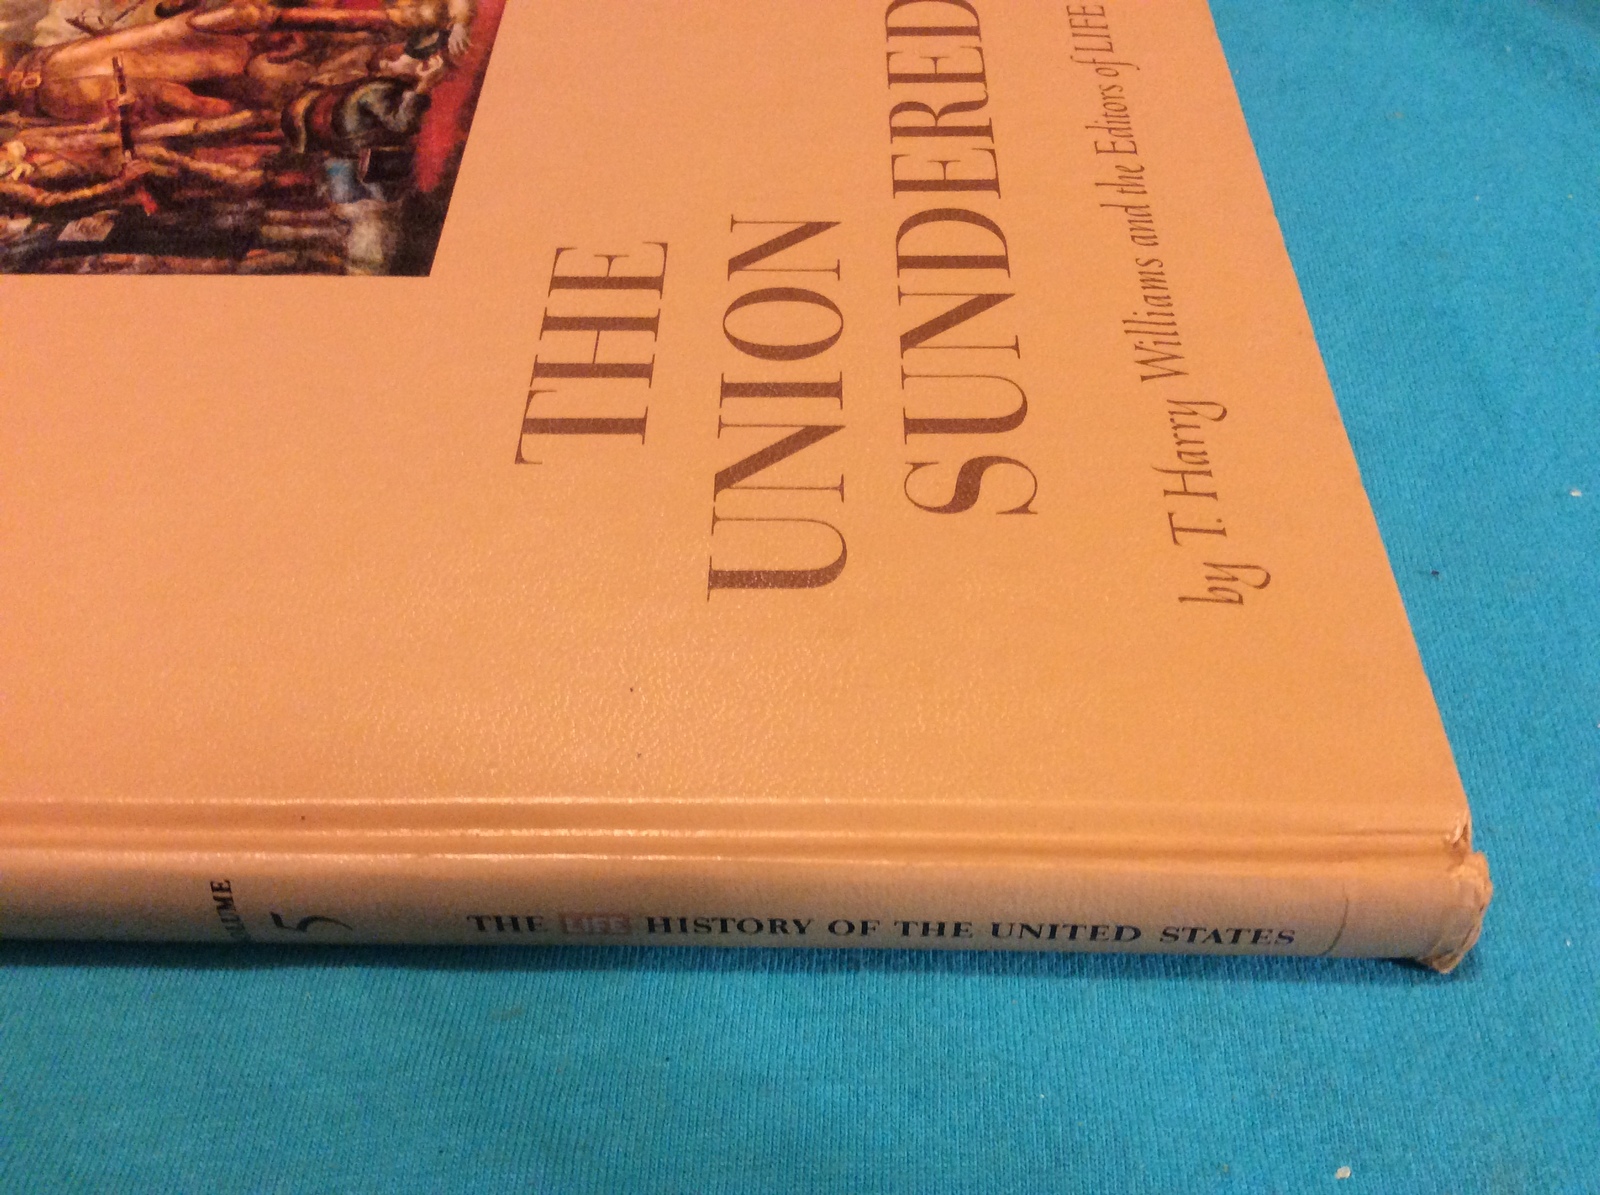 THE
UNION
SUNDERED
by T. Harry Williams and the Editors of LIFE
VOLUME
5
THE LIFE HISTORY OF THE UNITED STATES